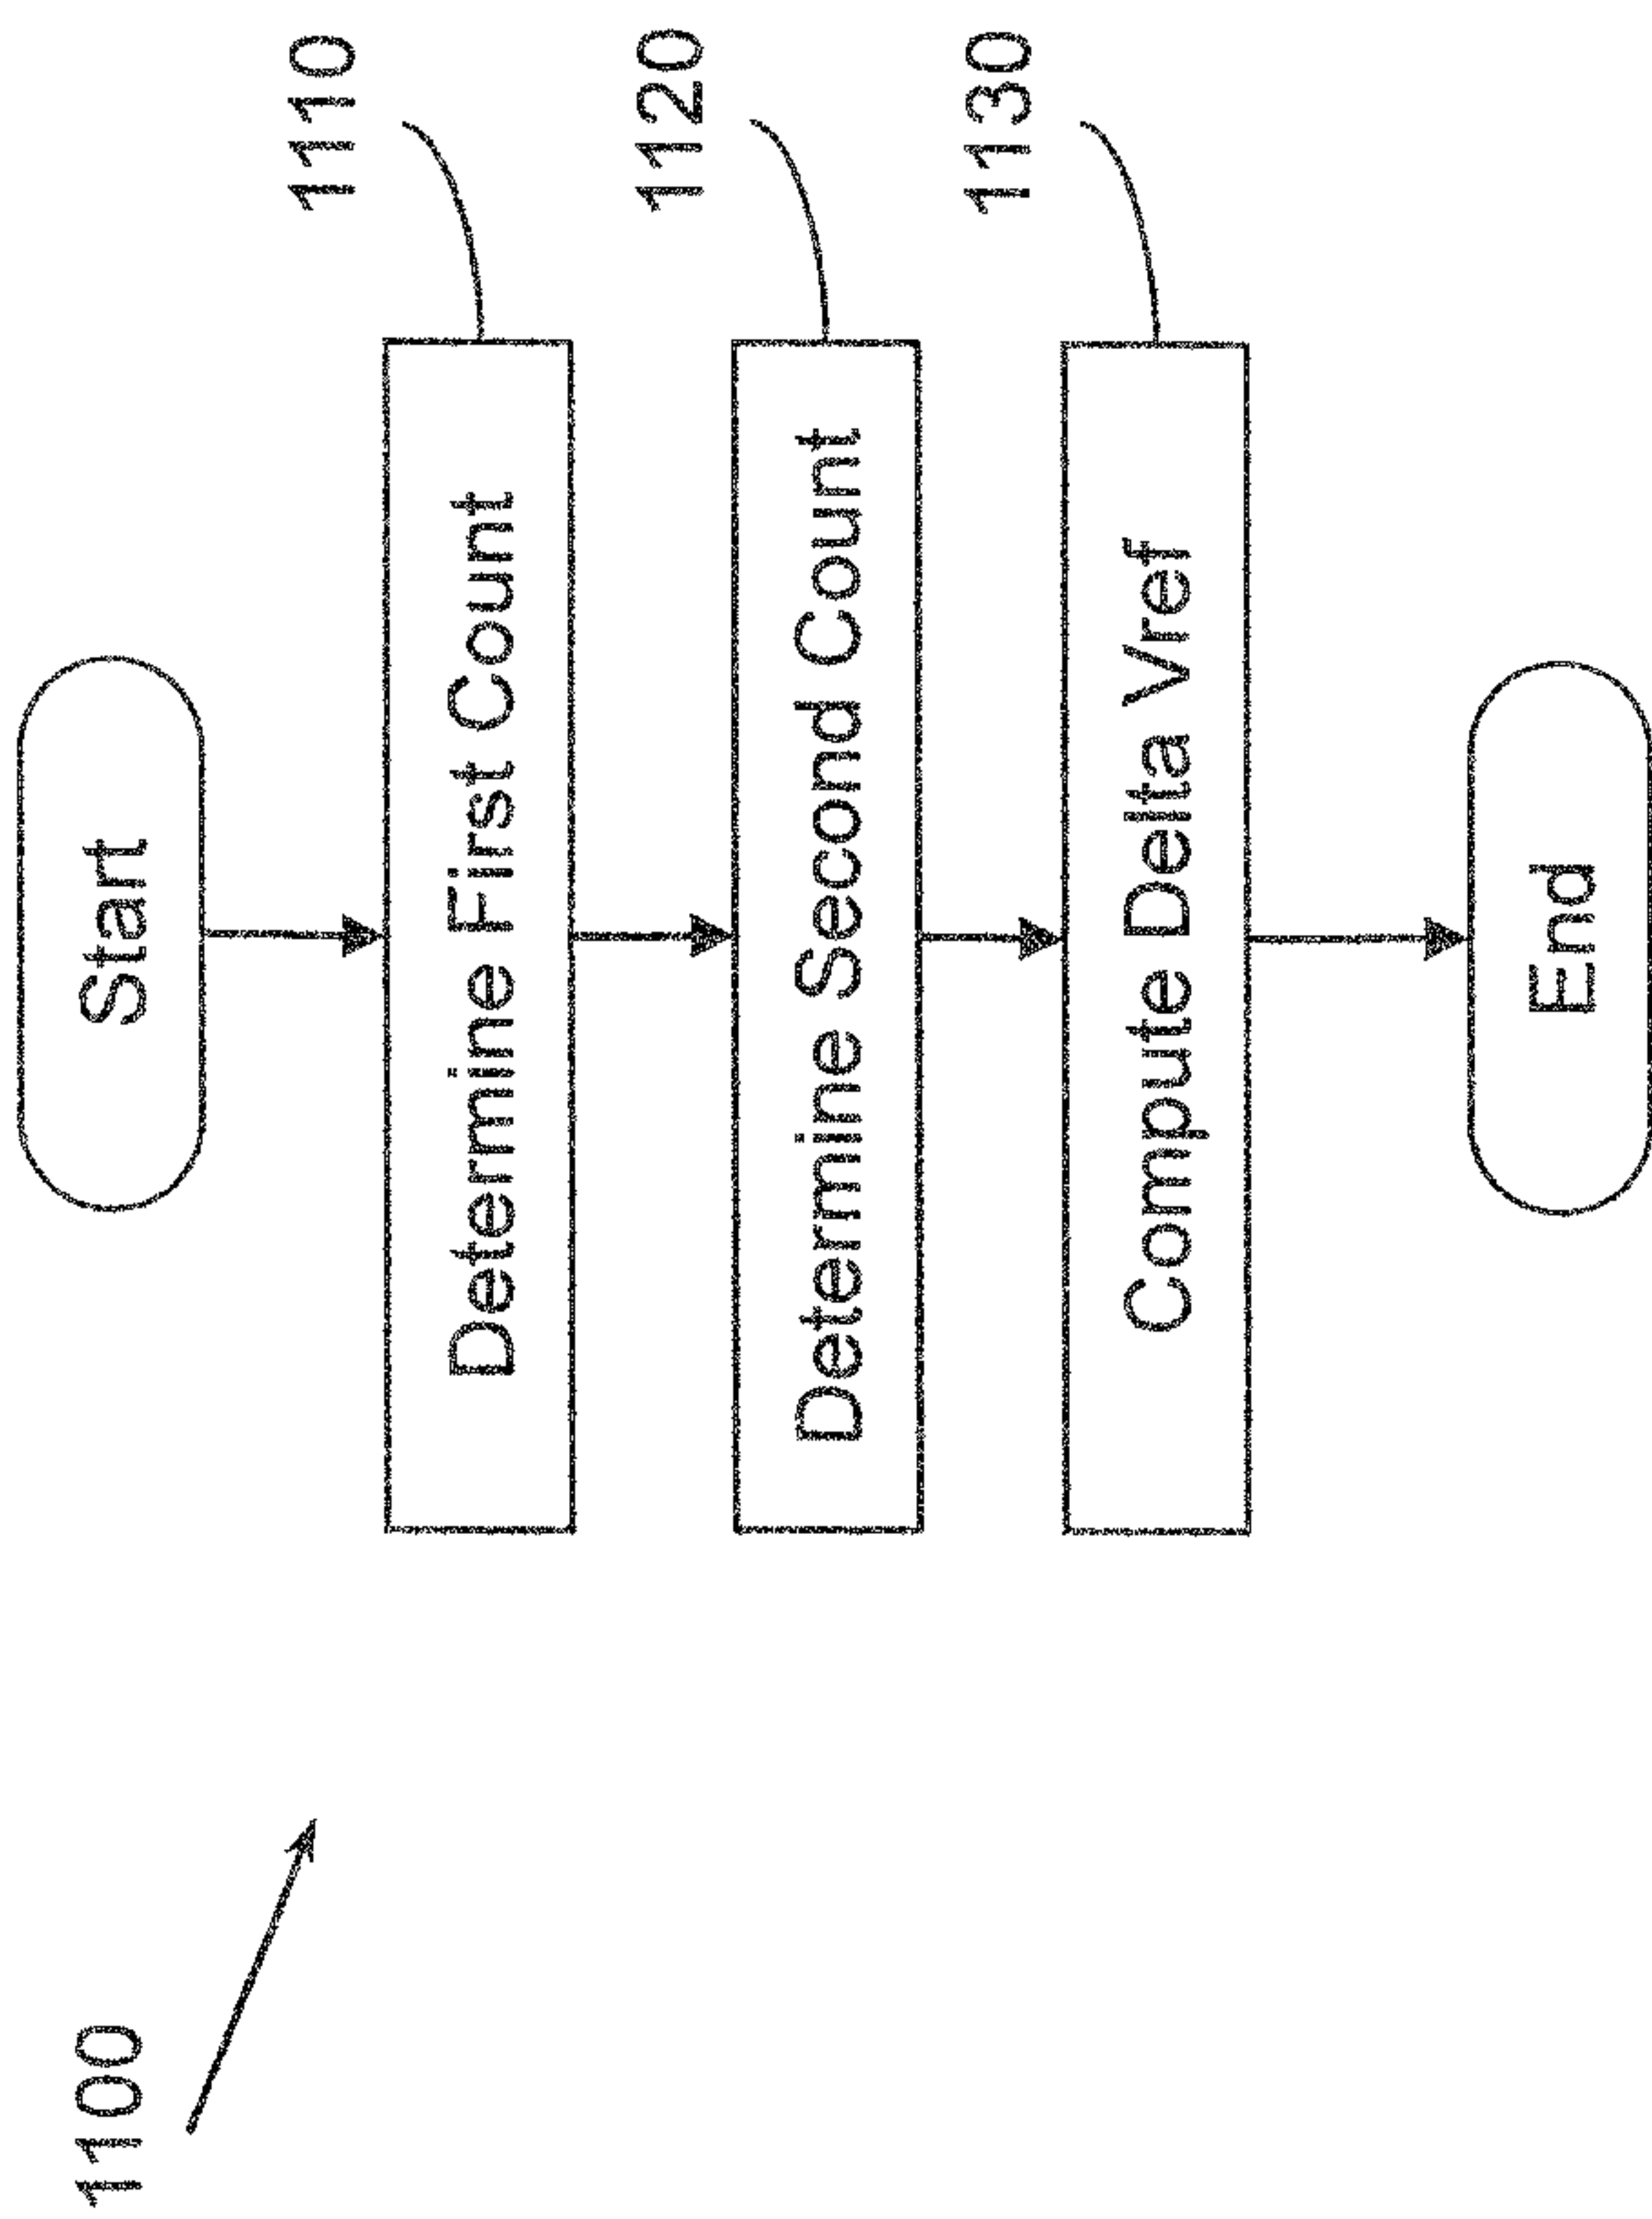 1100
Start
1110
Determine First Count
1120
Determine Second Count
1130
Compute Delta Vref
End